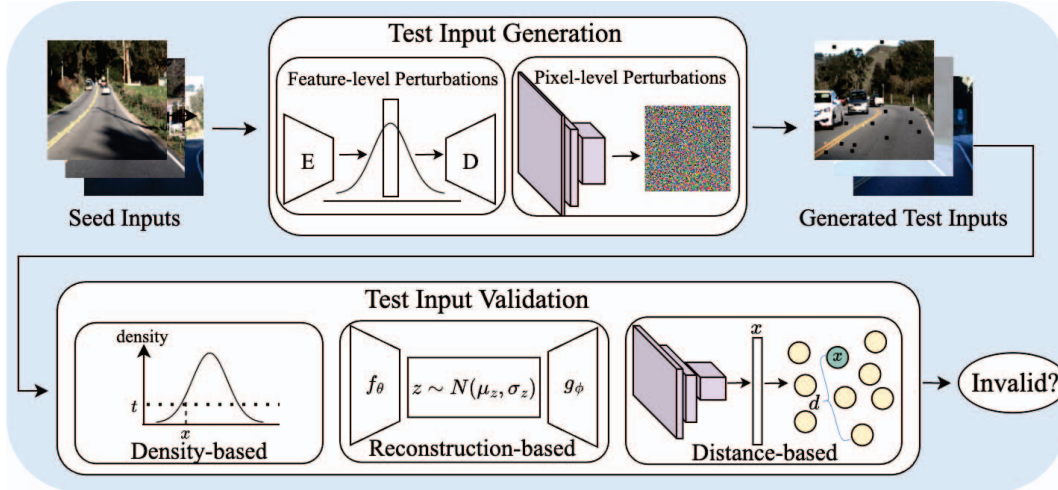 Test Input Generation
Feature-level Perturbations
Pixel-level Perturbations
E
D
Seed Inputs
Generated Test Inputs
Test Input Validation
density
t
x
Density-based
fθ
z ∼ N(μz, σz)
gϕ
Reconstruction-based
x
x
d
Distance-based
Invalid?